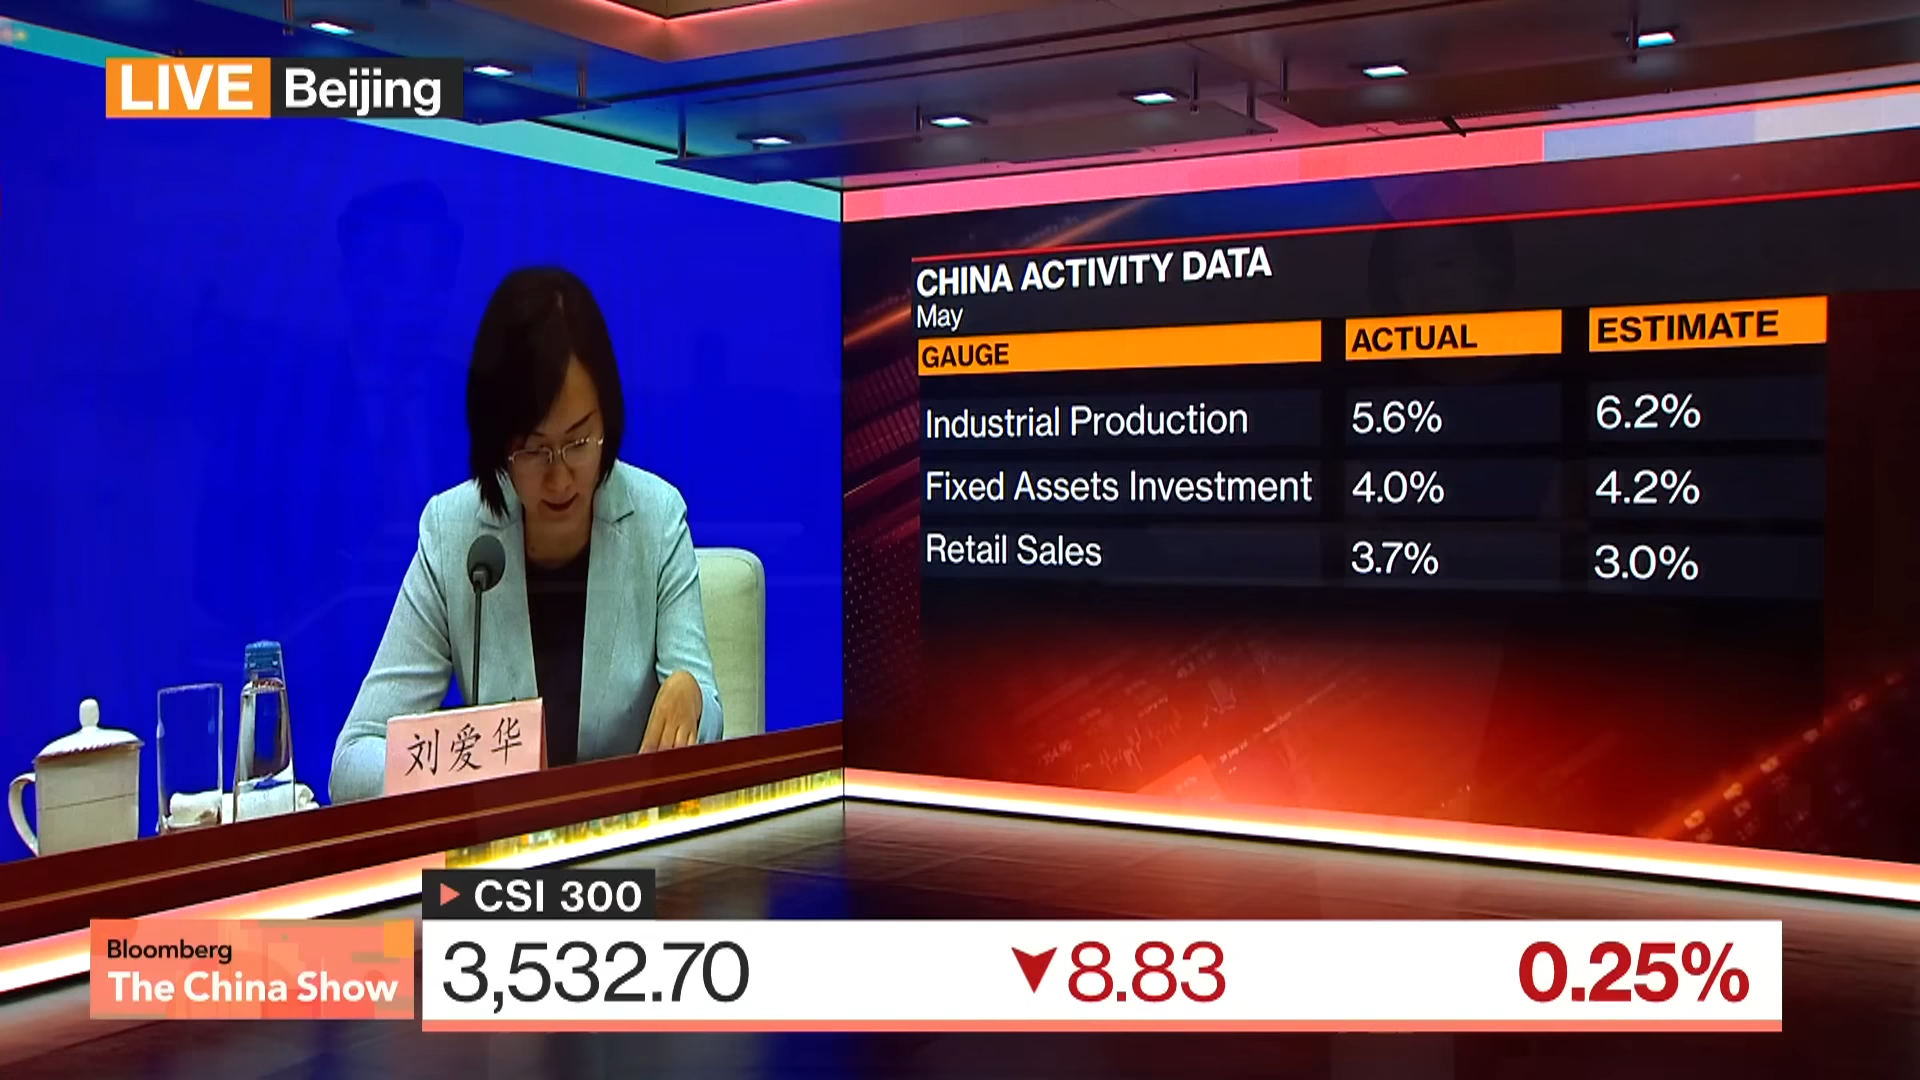 LIVE Beijing
刘爱华
CHINA ACTIVITY DATA
May
GAUGE ACTUAL ESTIMATE
Industrial Production 5.6% 6.2%
Fixed Assets Investment 4.0% 4.2%
Retail Sales 3.7% 3.0%
CSI 300
Bloomberg
The China Show
3,532.70 8.83 0.25%